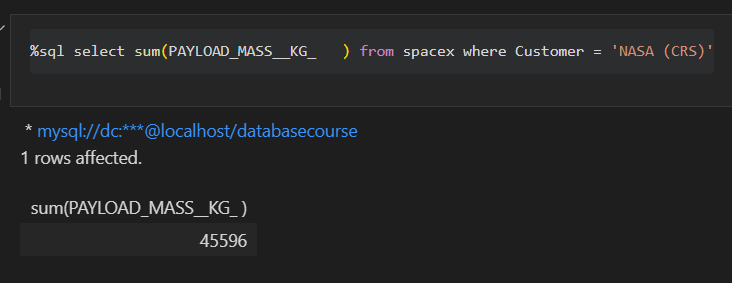 %sql select sum(PAYLOAD_MASS__KG_   ) from spacex where Customer = 'NASA (CRS)'
* mysql://dc:***@localhost/databasecourse
1 rows affected.
sum(PAYLOAD_MASS__KG_ )
45596